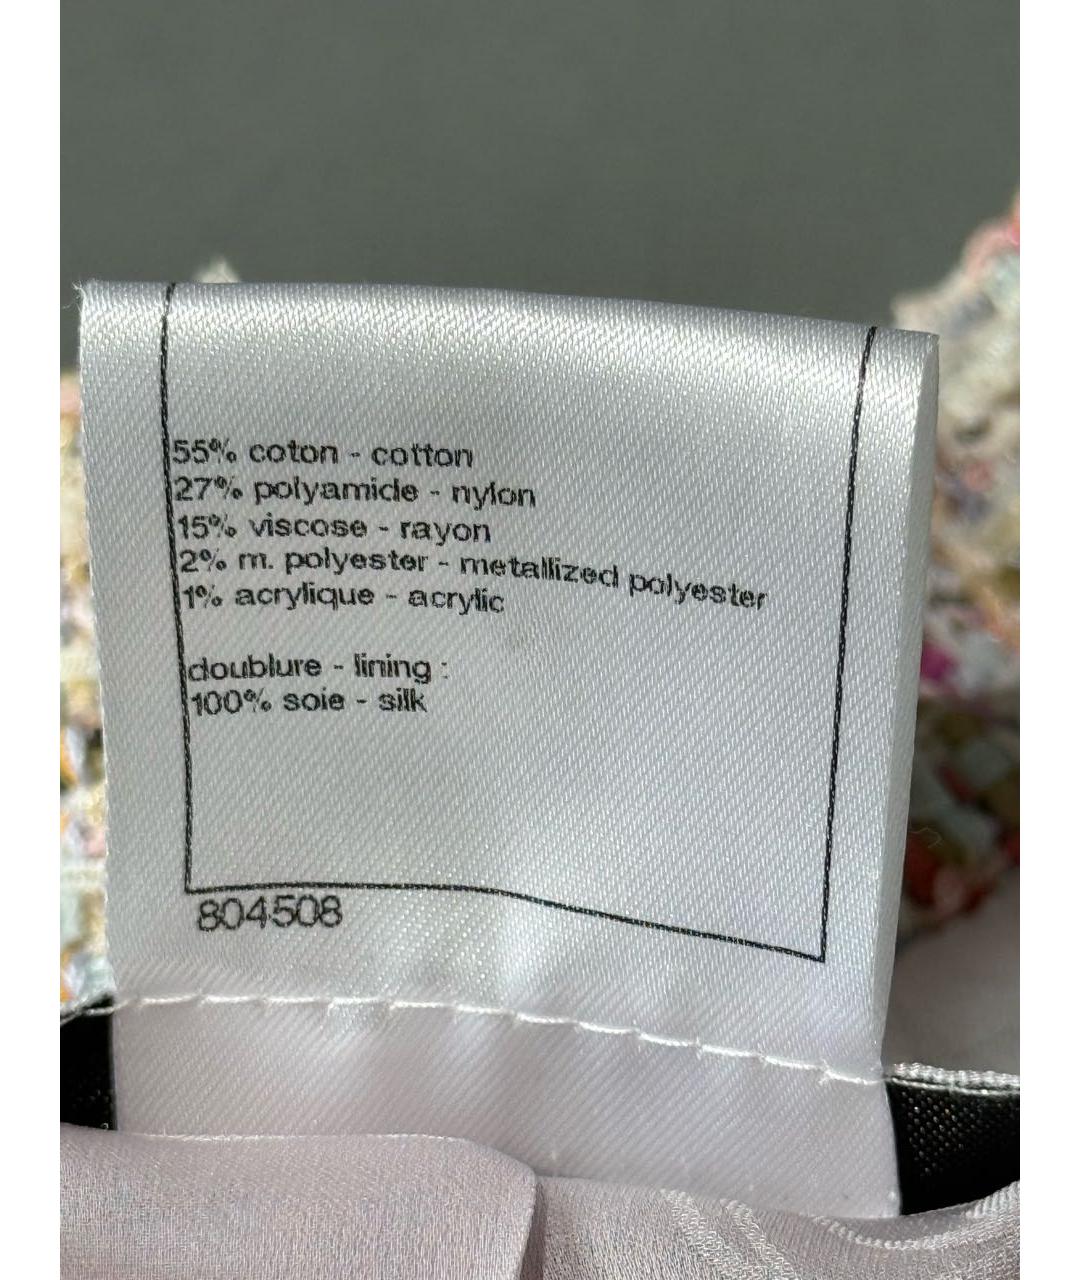 55% coton - cotton
27% polyamide - nylon
15% viscose - rayon
2% m. polyester - metallized polyester
1% acrylique - acrylic
doublure - lining :
100% soie - silk
804508